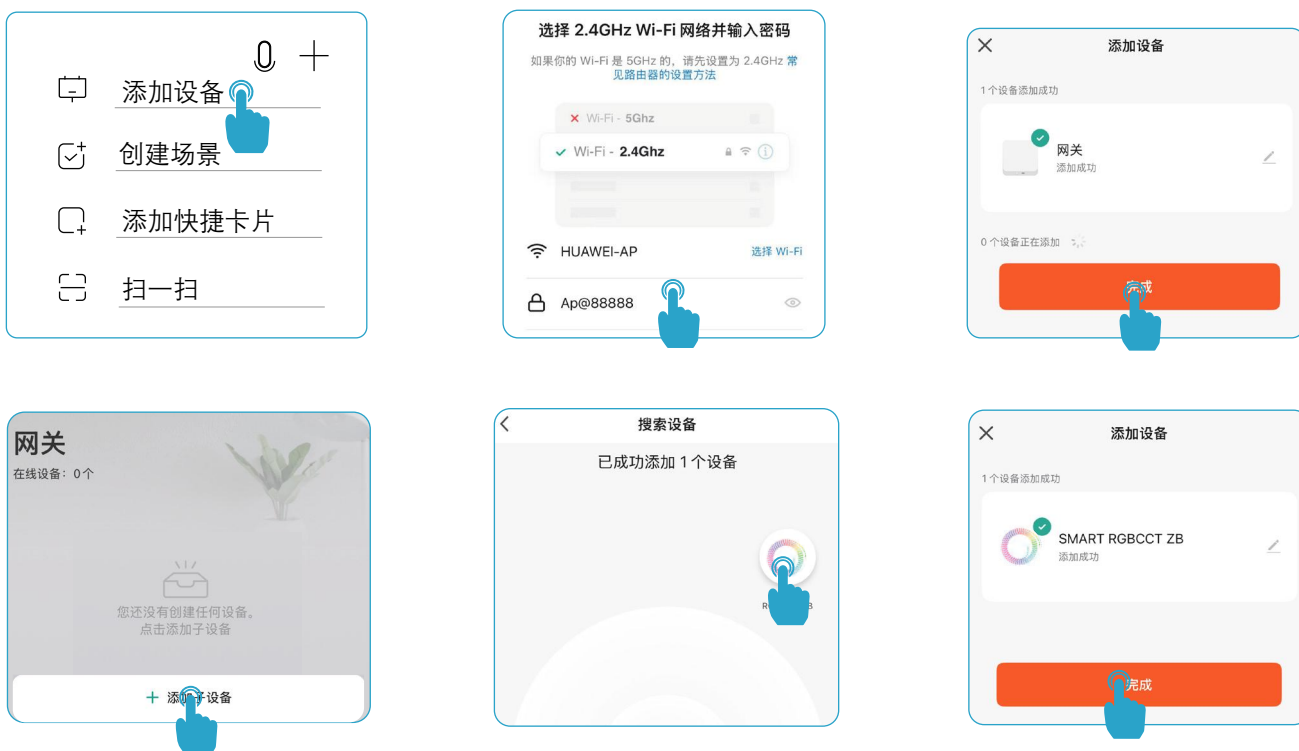 添加设备
创建场景
添加快捷卡片
扫一扫
选择 2.4GHz Wi-Fi 网络并输入密码
如果你的 Wi-Fi 是 5GHz 的，请先设置为 2.4GHz 常
见路由器的设置方法
Wi-Fi - 5Ghz
Wi-Fi - 2.4Ghz
HUAWEI-AP
选择 Wi-Fi
Ap@88888
添加设备
1个设备添加成功
网关
添加成功
0个设备正在添加
完成
网关
在线设备：0个
您还没有创建任何设备。
点击添加子设备
+ 添加子设备
搜索设备
已成功添加 1 个设备
添加设备
1个设备添加成功
SMART RGBCCT ZB
添加成功
完成